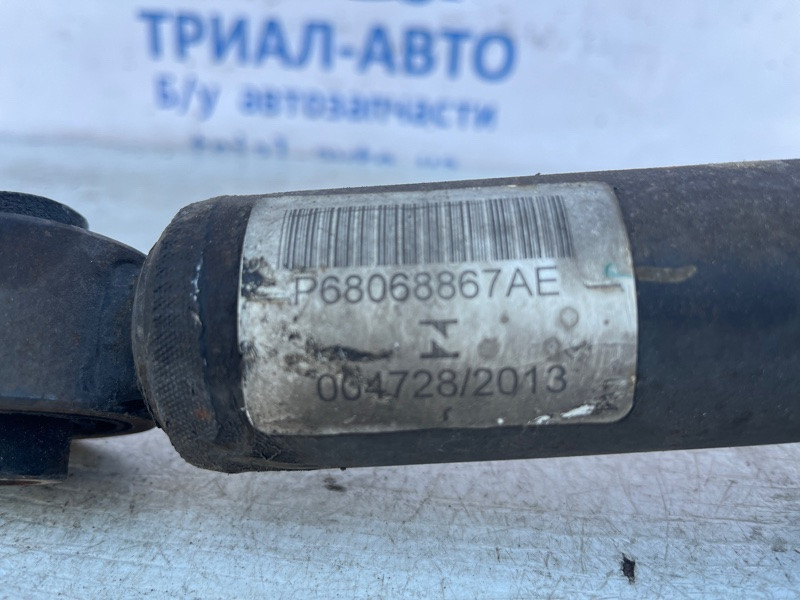 ТРИАЛ-АВТО
Б/у автозапчасти
P68068867AE
004728/2013